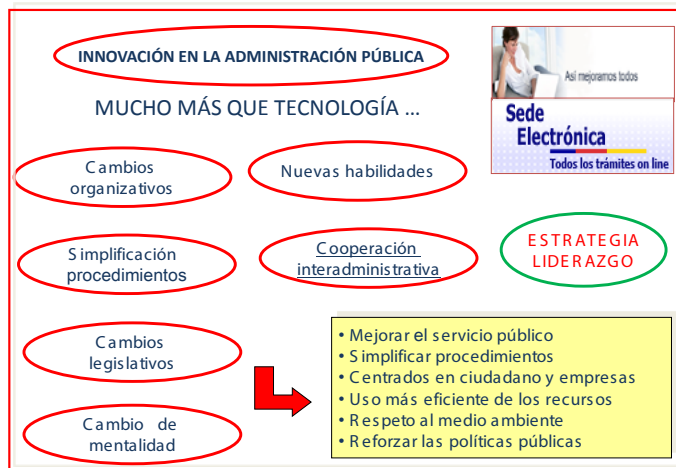 INNOVACIÓN EN LA ADMINISTRACIÓN PÚBLICA
MUCHO MÁS QUE TECNOLOGÍA ...
Así mejoramos todos
Sede
Electrónica
Todos los trámites on line
Cambios
organizativos
Nuevas habilidades
Simplificación
procedimientos
Cooperación
interadministrativa
ESTRATEGIA
LIDERAZGO
Cambios
legislativos
Cambio de
mentalidad
• Mejorar el servicio público
• Simplificar procedimientos
• Centrados en ciudadano y empresas
• Uso más eficiente de los recursos
• Respeto al medio ambiente
• Reforzar las políticas públicas